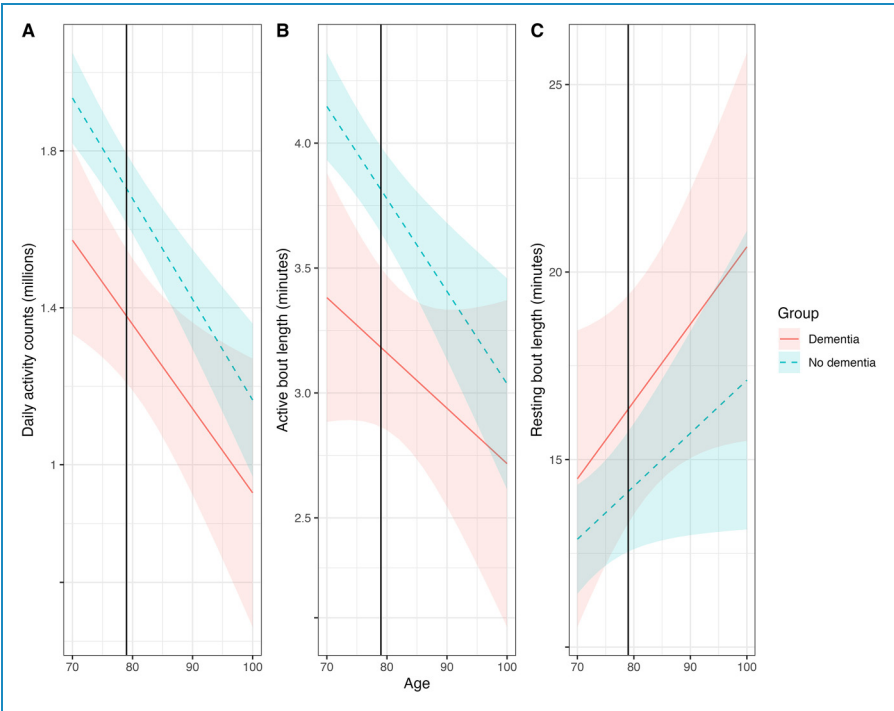 A
B
C
Daily activity counts (millions)
1.8
1.4
1
70
80
90
100
Active bout length (minutes)
4.0
3.5
3.0
2.5
70
80
90
100
Resting bout length (minutes)
25
20
15
70
80
90
100
Age
Group
Dementia
No dementia